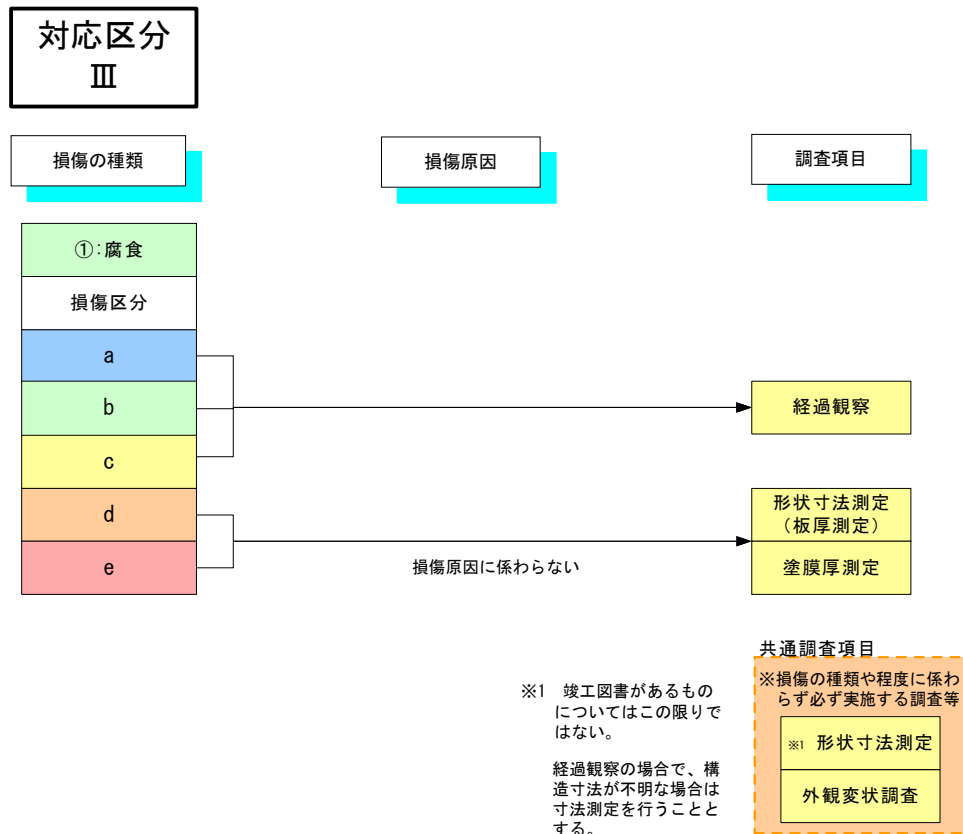 対応区分
Ⅲ
損傷の種類
損傷原因
調査項目
①:腐食
損傷区分
a
b
c
d
e
経過観察
形状寸法測定
（板厚測定）
塗膜厚測定
損傷原因に係わらない
※1　竣工図書があるもの
についてはこの限りで
はない。
経過観察の場合で、構
造寸法が不明な場合は
寸法測定を行うことと
する。
共通調査項目
※損傷の種類や程度に係わ
らず必ず実施する調査等
※1 形状寸法測定
外観変状調査